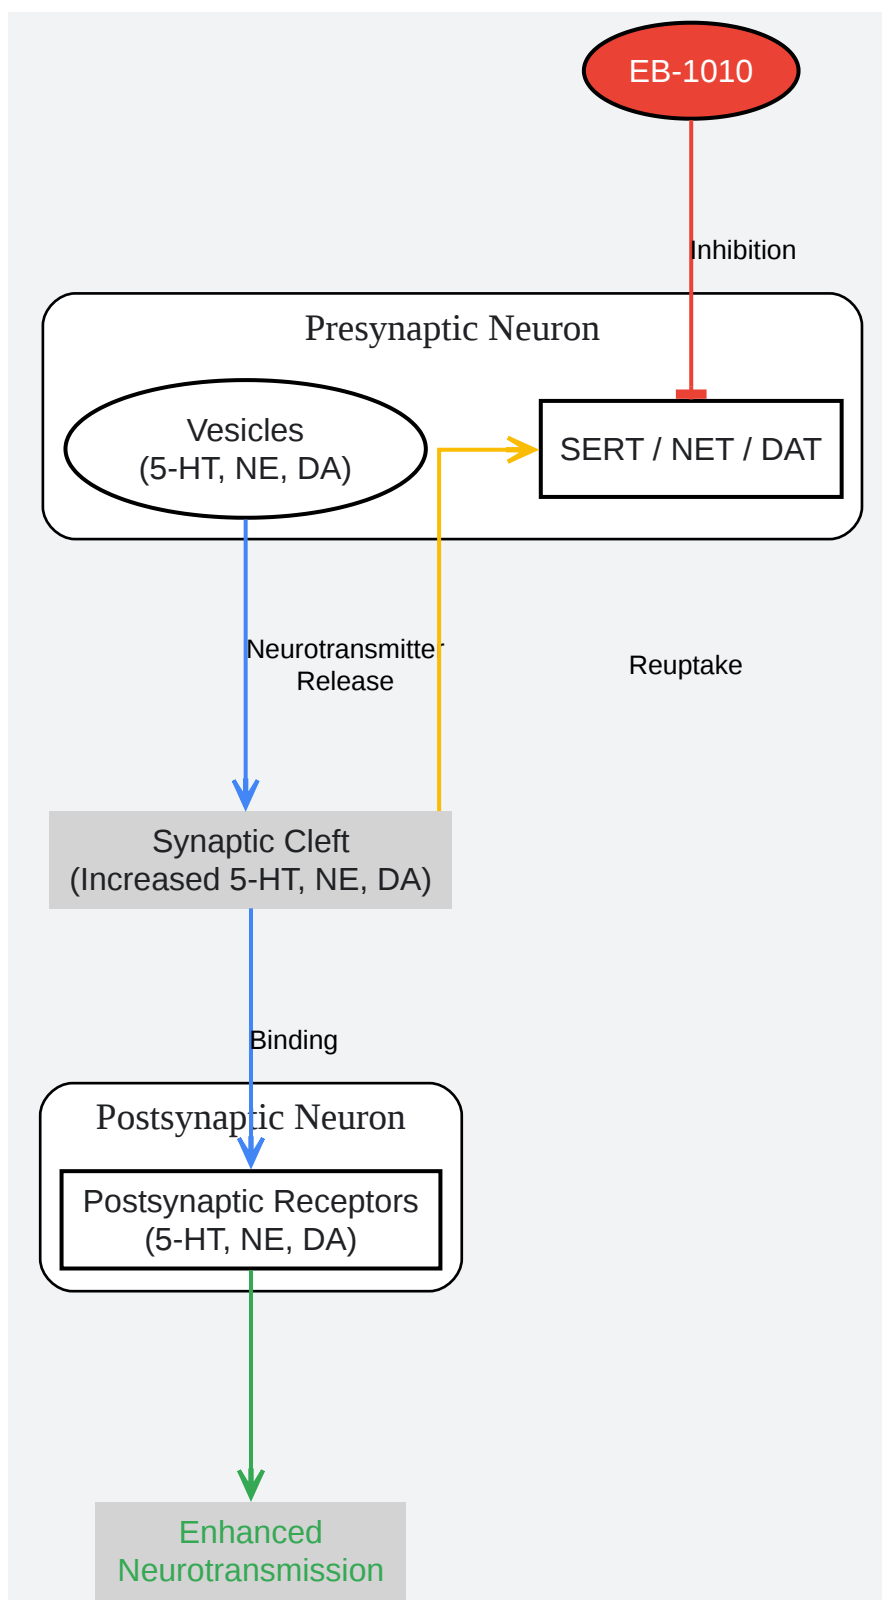 EB-1010
Inhibition
Presynaptic Neuron
Vesicles
(5-HT, NE, DA)
SERT / NET / DAT
Neurotransmitter
Release
Reuptake
Synaptic Cleft
(Increased 5-HT, NE, DA)
Binding
Postsynaptic Neuron
Postsynaptic Receptors
(5-HT, NE, DA)
Enhanced
Neurotransmission